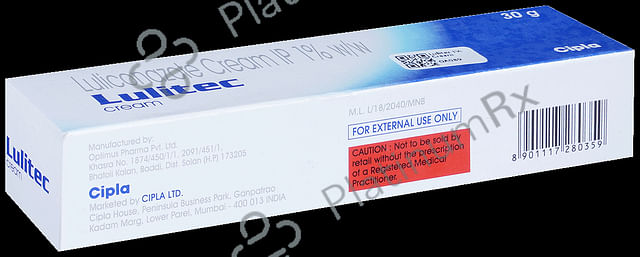 30 g
Luliconazole Cream IP 1% w/w
Lulitec
cream
Cipla
M.L. L/18/2040/MNB
FOR EXTERNAL USE ONLY
CAUTION : Not to be sold by
retail without the prescription
of a Registered Medical
Practitioner.
8 901117 280359
Manufactured by:
Optimus Pharma Pvt. Ltd.
Khasra No. 1874/450/1/1, 2091/451/1,
Bhatoli Kalan, Baddi, Dist. Solan (H.P) 173205
Cipla
Marketed by CIPLA LTD.
Cipla House, Peninsula Business Park, Ganpatrao
Kadam Marg, Lower Parel, Mumbai - 400 013 INDIA
Lulitec
cream
PlatinumRx